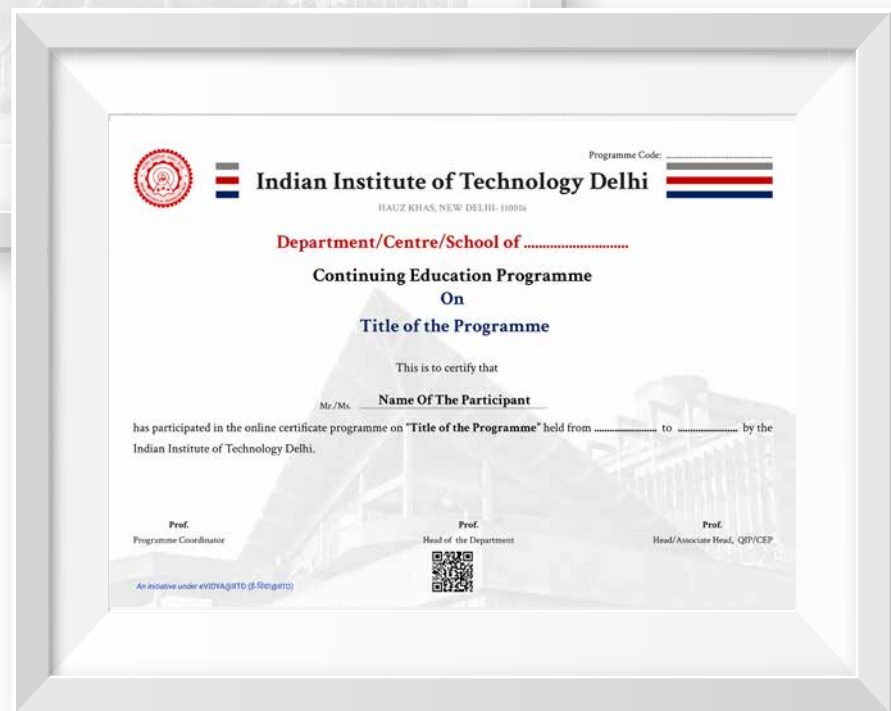 Programme Code: ........................................
Indian Institute of Technology Delhi
HAUZ KHAS, NEW DELHI- 110016
Department/Centre/School of ............................
Continuing Education Programme
On
Title of the Programme
This is to certify that
Mr./Ms. Name Of The Participant
has participated in the online certificate programme on "Title of the Programme" held from ........................ to ....................... by the
Indian Institute of Technology Delhi.
Prof. Prof. Prof.
Programme Coordinator Head of the Department Head/Associate Head, QIP/CEP
An initiative under eVIDYA@IITD (ई-विद्या@IITD)